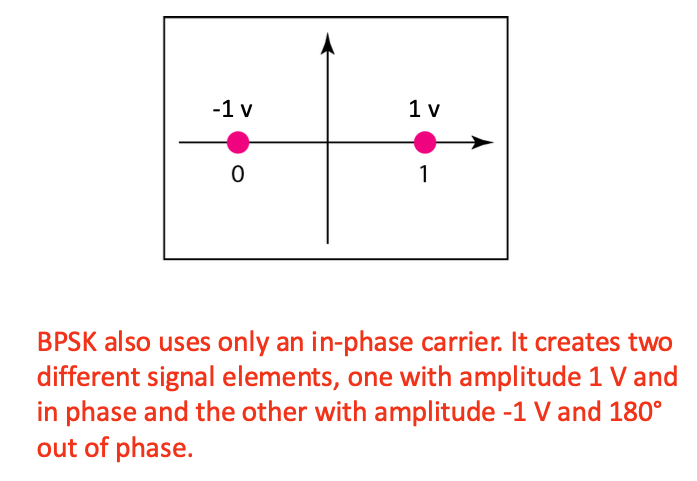 -1 v 1 v
0 1
BPSK also uses only an in-phase carrier. It creates two
different signal elements, one with amplitude 1 V and
in phase and the other with amplitude -1 V and 180°
out of phase.